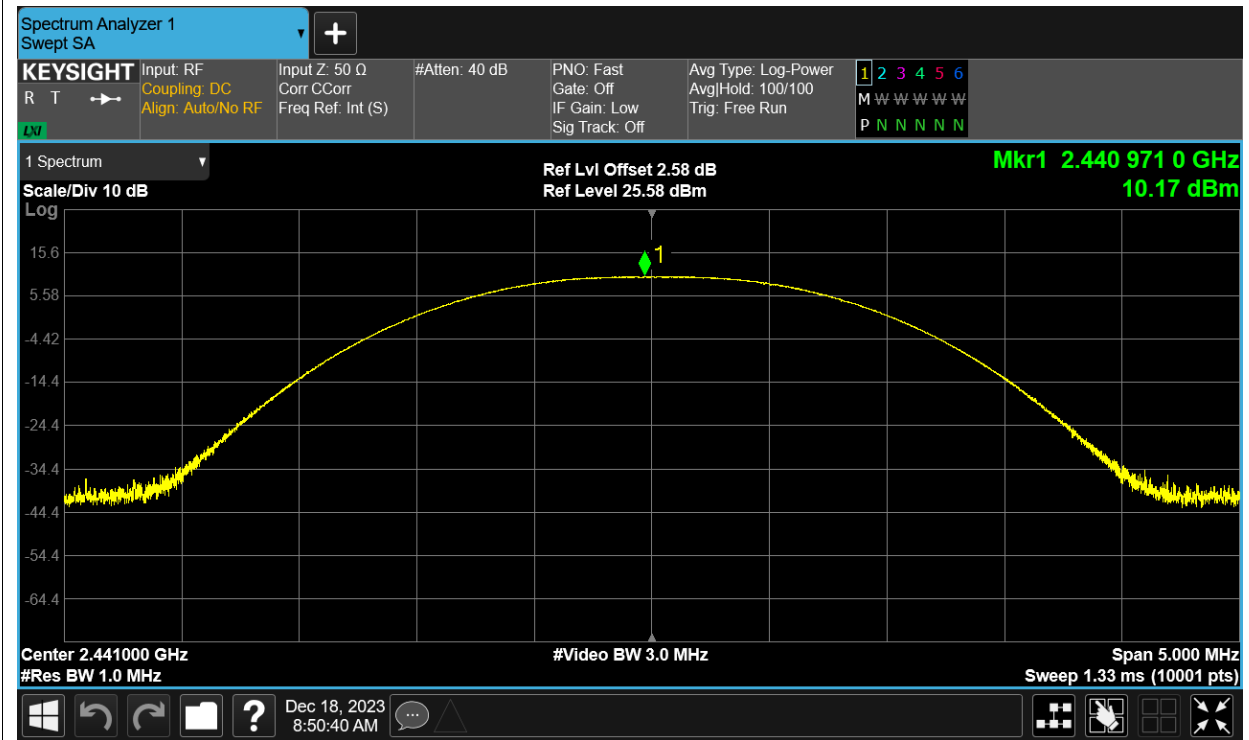 Spectrum Analyzer 1
Swept SA
KEYSIGHT
R T
LXI
Input: RF
Coupling: DC
Align: Auto/No RF
Input Z: 50 Ω
Corr CCorr
Freq Ref: Int (S)
#Atten: 40 dB
PNO: Fast
Gate: Off
IF Gain: Low
Sig Track: Off
Avg Type: Log-Power
Avg|Hold: 100/100
Trig: Free Run
1 2 3 4 5 6
M W W W W W
P N N N N N
1 Spectrum
Scale/Div 10 dB
Log
Ref Lvl Offset 2.58 dB
Ref Level 25.58 dBm
Mkr1 2.440 971 0 GHz
10.17 dBm
1
15.6
5.58
-4.42
-14.4
-24.4
-34.4
-44.4
-54.4
-64.4
Center 2.441000 GHz
#Res BW 1.0 MHz
#Video BW 3.0 MHz
Span 5.000 MHz
Sweep 1.33 ms (10001 pts)
?
Dec 18, 2023
8:50:40 AM